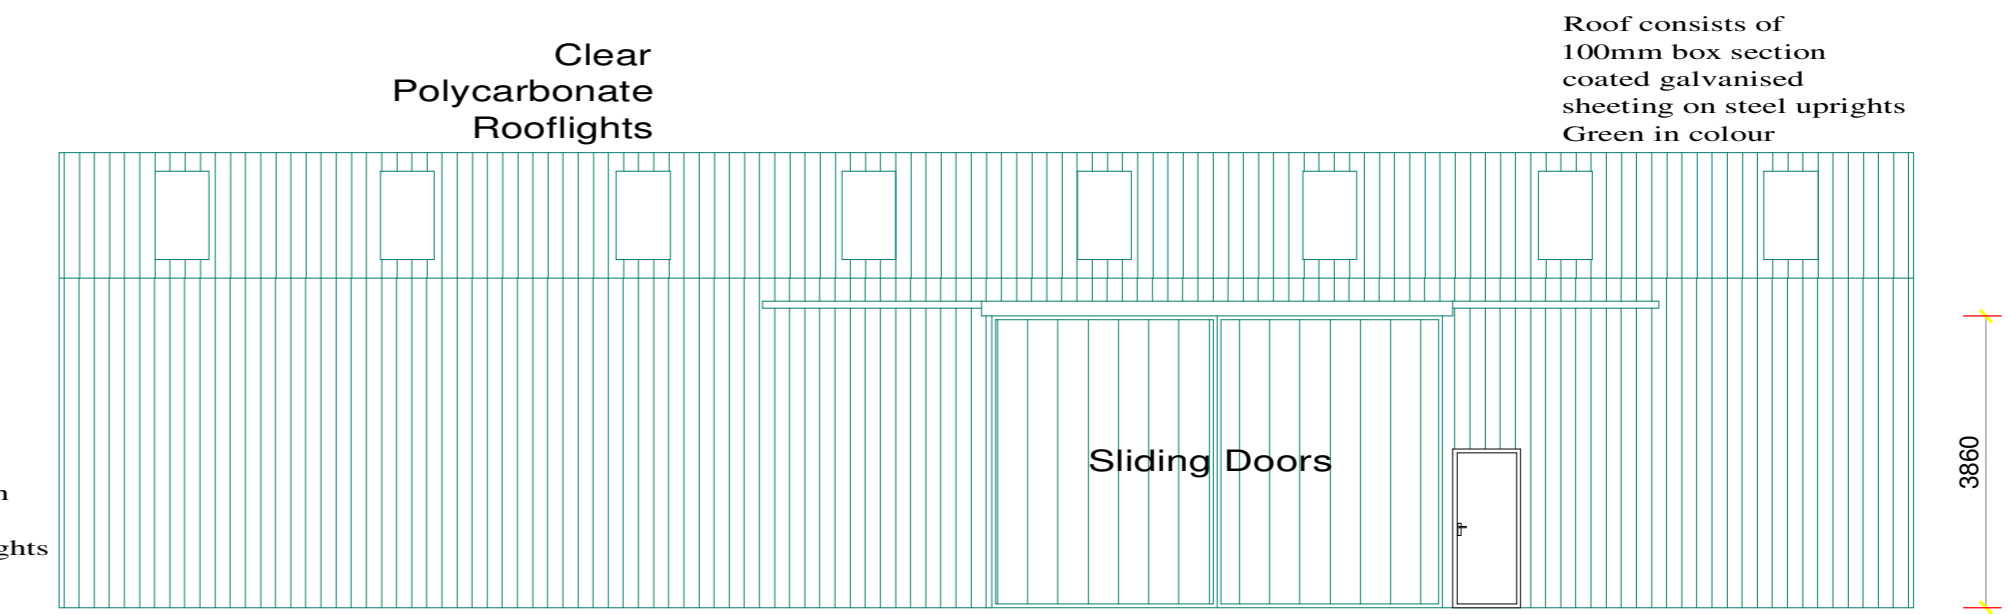 Clear
Polycarbonate
Rooflights
Roof consists of
100mm box section
coated galvanised
sheeting on steel uprights
Green in colour
Sliding Doors
3860